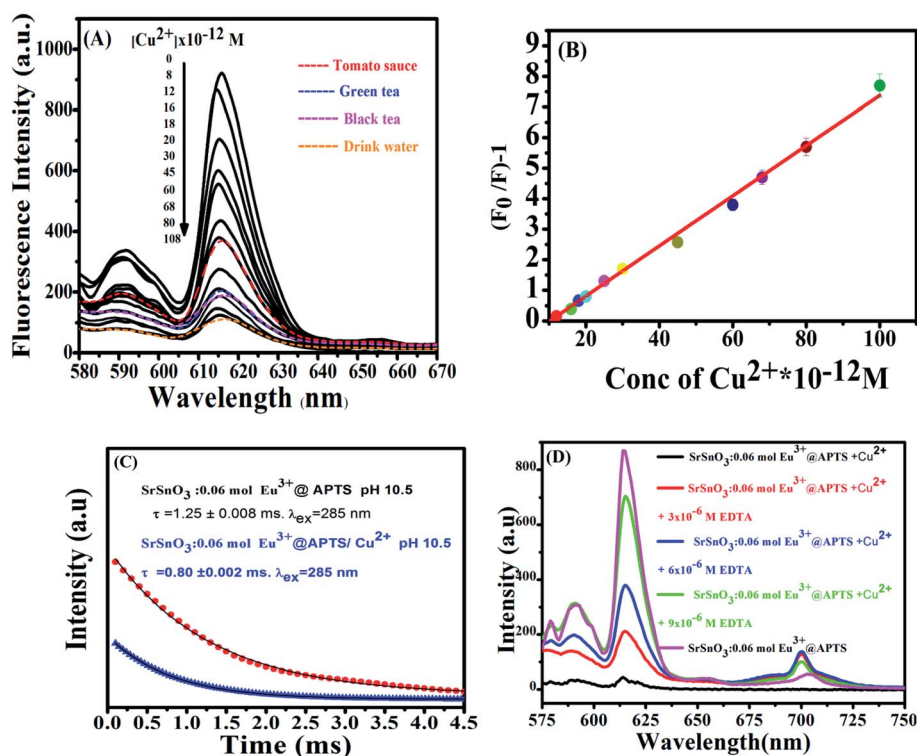 (A)
[Cu2+]x10-12 M
0
8
12
16
18
20
30
45
60
68
80
108
Tomato sauce
Green tea
Black tea
Drink water
1000
800
600
400
200
0
Fluorescence Intensity (a.u.)
580 590 600 610 620 630 640 650 660 670
Wavelength (nm)
(B)
9
8
7
6
5
4
3
2
1
0
(F0 /F)-1
20 40 60 80 100
Conc of Cu2+*10-12M
(C)
SrSnO3:0.06 mol Eu3+@ APTS pH 10.5
τ =1.25 ± 0.008 ms. λex=285 nm
SrSnO3:0.06 mol Eu3+@APTS/ Cu2+ pH 10.5
τ =0.80 ±0.002 ms. λex=285 nm
Intensity (a.u)
0.0 0.5 1.0 1.5 2.0 2.5 3.0 3.5 4.0 4.5
Time (ms)
(D)
SrSnO3:0.06 mol Eu3+@APTS +Cu2+
SrSnO3:0.06 mol Eu3+@APTS +Cu2+
+ 3x10-6 M EDTA
SrSnO3:0.06 mol Eu3+@APTS +Cu2+
+ 6x10-6 M EDTA
SrSnO3:0.06 mol Eu3+@APTS +Cu2+
+ 9x10-6 M EDTA
SrSnO3:0.06 mol Eu3+@APTS
800
600
400
200
0
Intensity (a.u)
575 600 625 650 675 700 725 750
Wavelength(nm)